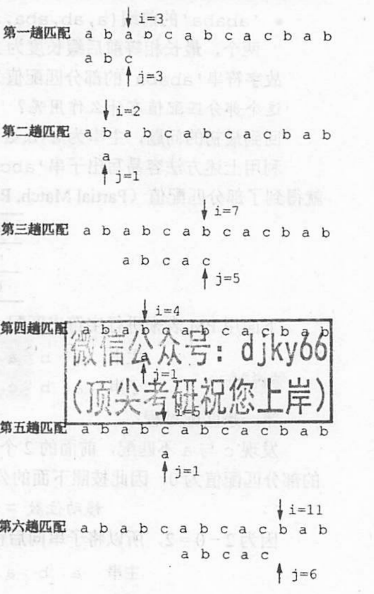 i=3
第一趟匹配 a b a b c a b c a c b a b
a b c
j=3
i=2
第二趟匹配 a b a b c a b c a c b a b
a
j=1
i=7
第三趟匹配 a b a b c a b c a c b a b
a b c a c
j=5
i=4
第四趟匹配 a b a b c a b c a c b a b
微信公众号：djky66
a
j=1
(顶尖考研祝您上岸)
i=5
第五趟匹配 a b a b c a b c a c b a b
a
j=1
i=11
第六趟匹配 a b a b c a b c a c b a b
a b c a c
j=6